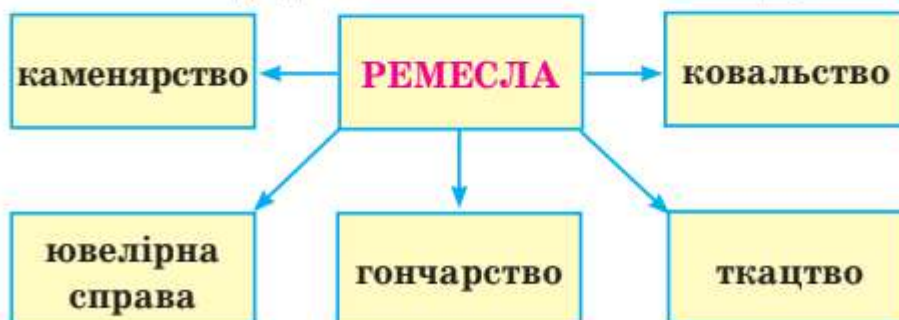 каменярство
РЕМЕСЛА
ковальство
ювелірна
справа
гончарство
ткацтво